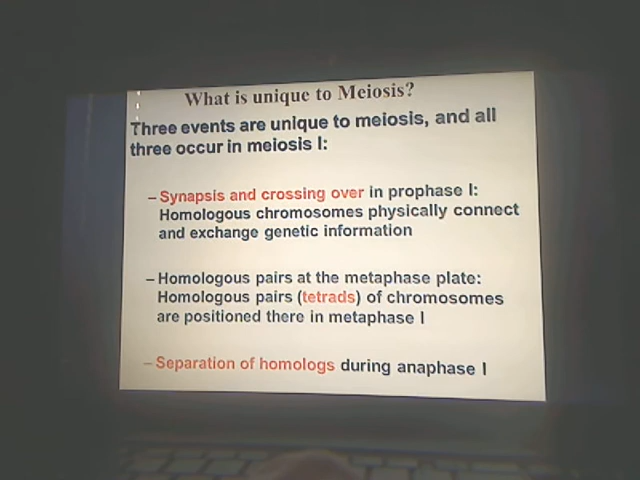 What is unique to Meiosis?
Three events are unique to meiosis, and all
three occur in meiosis I:
– Synapsis and crossing over in prophase I:
Homologous chromosomes physically connect
and exchange genetic information
– Homologous pairs at the metaphase plate:
Homologous pairs (tetrads) of chromosomes
are positioned there in metaphase I
– Separation of homologs during anaphase I